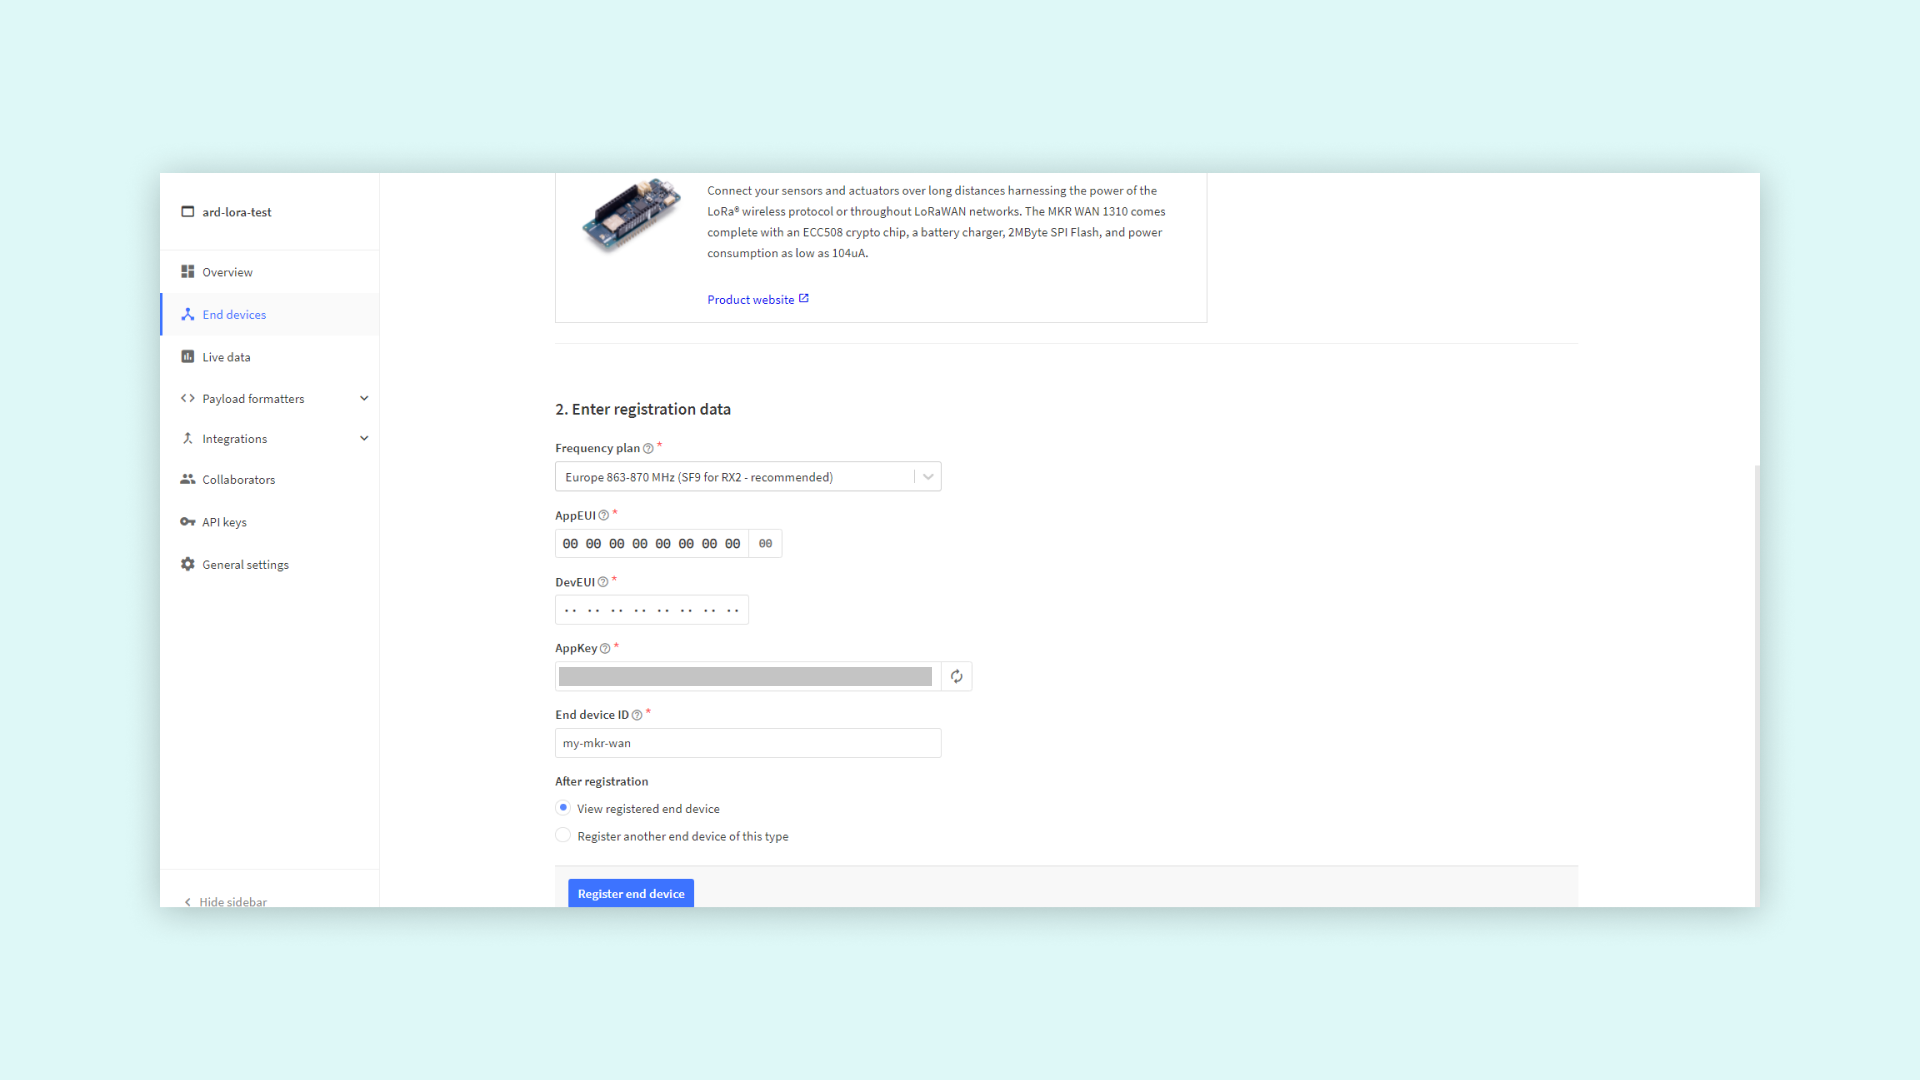 ard-lora-test
Overview
End devices
Live data
Payload formatters
Integrations
Collaborators
API keys
General settings
Hide sidebar
Connect your sensors and actuators over long distances harnessing the power of the
LoRa® wireless protocol or throughout LoRaWAN networks. The MKR WAN 1310 comes
complete with an ECC508 crypto chip, a battery charger, 2MByte SPI Flash, and power
consumption as low as 104uA.
Product website
2. Enter registration data
Frequency plan *
Europe 863-870 MHz (SF9 for RX2 - recommended)
AppEUI *
00 00 00 00 00 00 00 00 00
DevEUI *
·· ·· ·· ·· ·· ·· ·· ··
AppKey *
End device ID *
my-mkr-wan
After registration
View registered end device
Register another end device of this type
Register end device